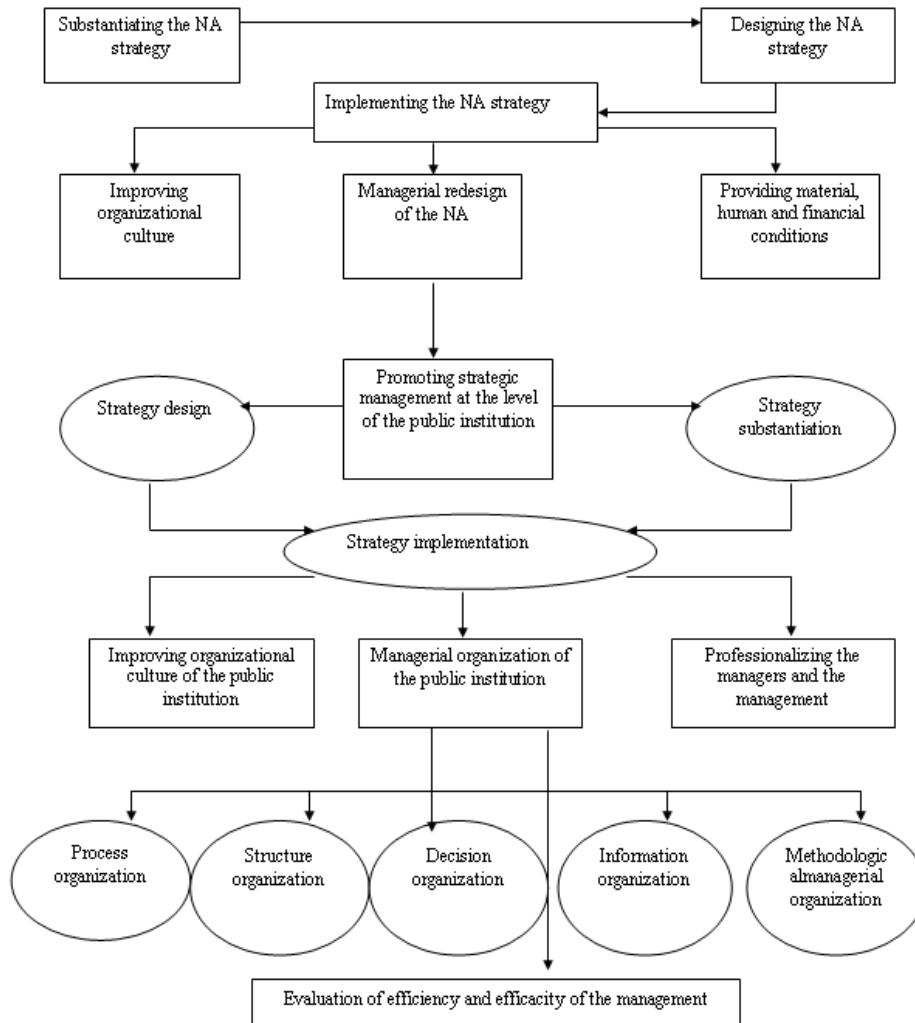 Substantiating the NA
strategy
Designing the NA
strategy
Implementing the NA strategy
Improving
organizational
culture
Managerial redesign
of the NA
Providing material,
human and financial
conditions
Promoting strategic
management at the level
of the public institution
Strategy design
Strategy
substantiation
Strategy implementation
Improving organizational
culture of the public
institution
Managerial organization of
the public institution
Professionalizing the
managers and the
management
Process
organization
Structure
organization
Decision
organization
Information
organization
Methodologic
almanagerial
organization
Evaluation of efficiency and efficacity of the management